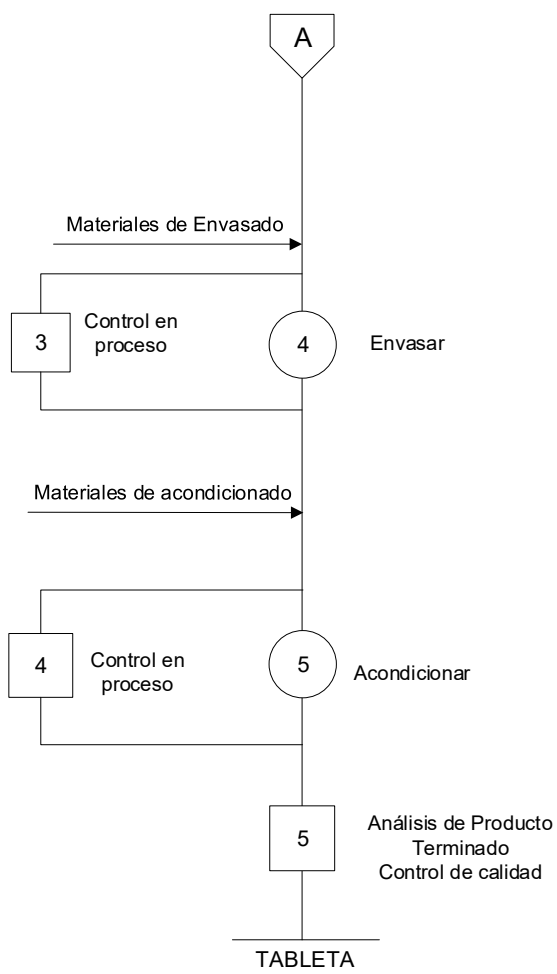 A
Materiales de Envasado
3
Control en
proceso
4
Envasar
Materiales de acondicionado
4
Control en
proceso
5
Acondicionar
5
Análisis de Producto
Terminado
Control de calidad
TABLETA